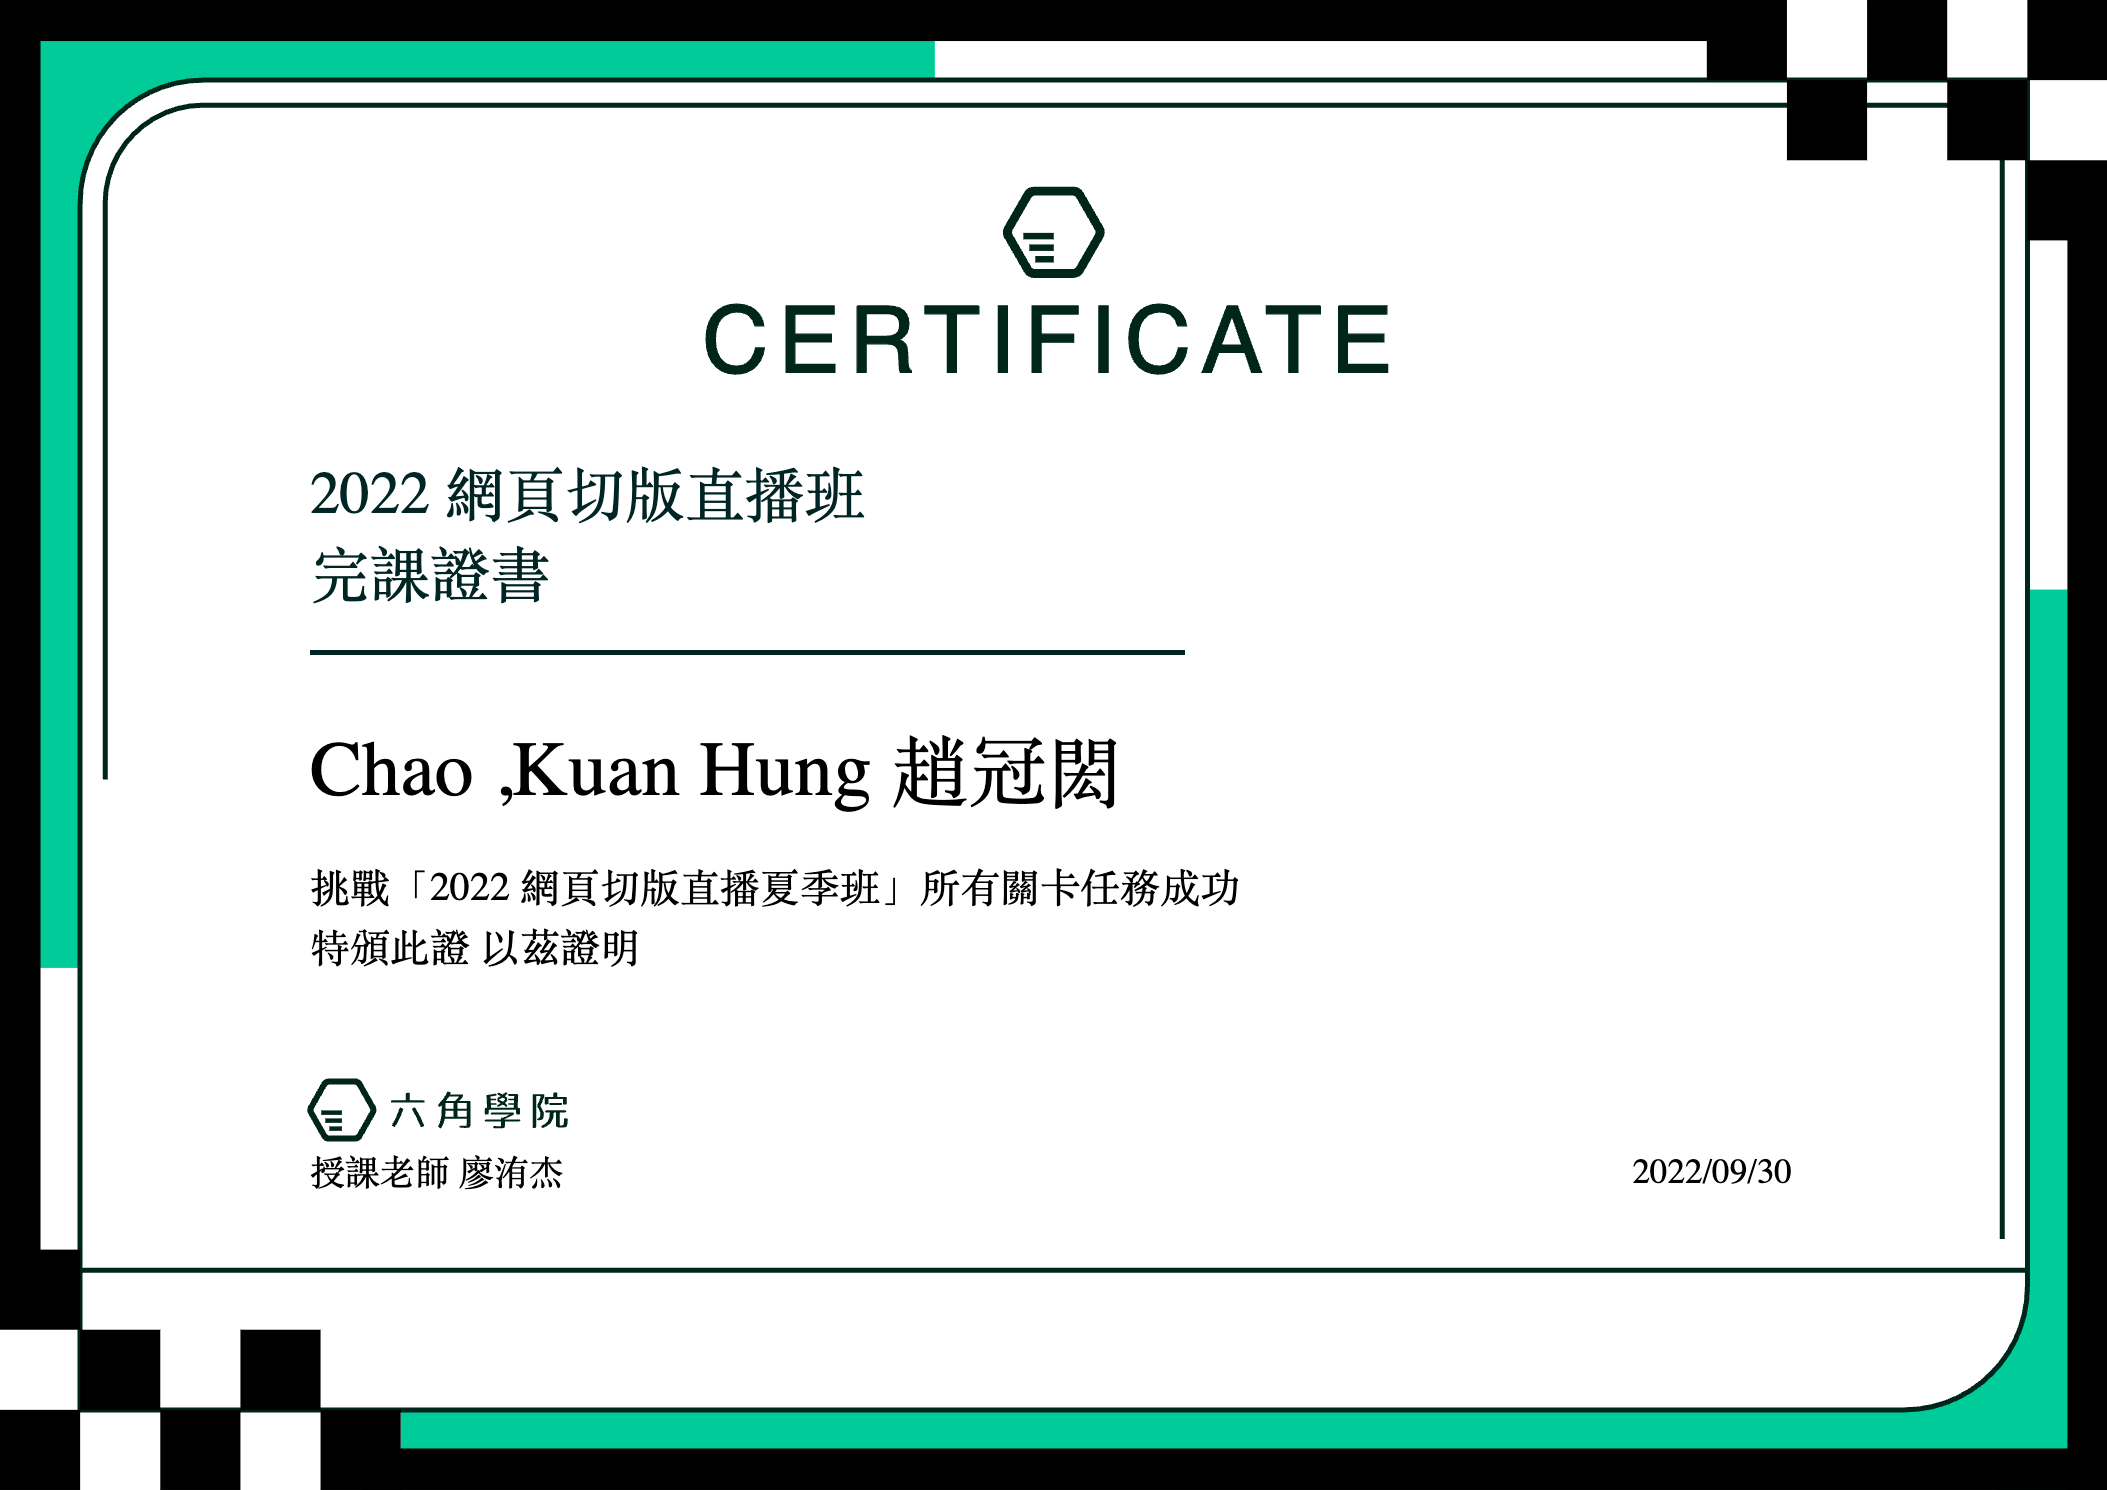 CERTIFICATE
2022 網頁切版直播班
完課證書
Chao ,Kuan Hung 趙冠閎
挑戰「2022 網頁切版直播夏季班」所有關卡任務成功
特頒此證 以茲證明
六角學院
授課老師 廖洧杰
2022/09/30